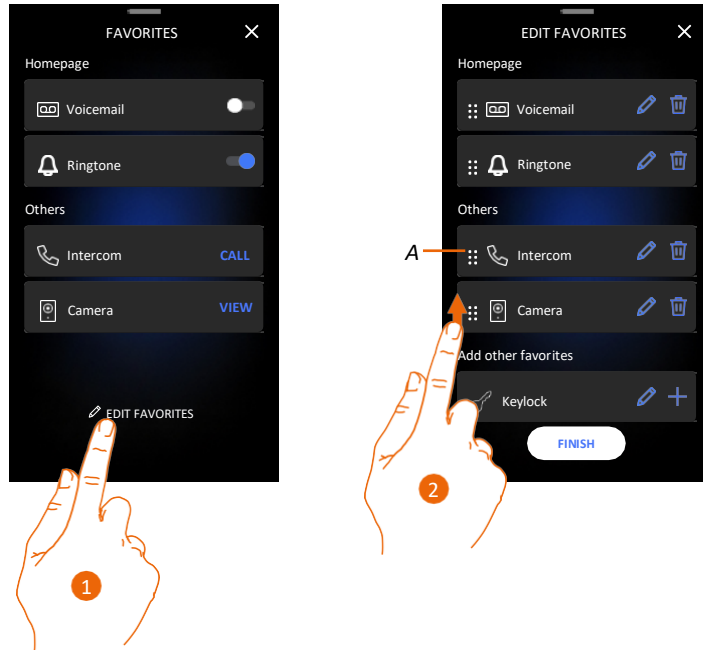 FAVORITES
Homepage
Voicemail
Ringtone
Others
Intercom CALL
Camera VIEW
EDIT FAVORITES
1
EDIT FAVORITES
Homepage
Voicemail
Ringtone
Others
A
Intercom
Camera
Add other favorites
Keylock
FINISH
2